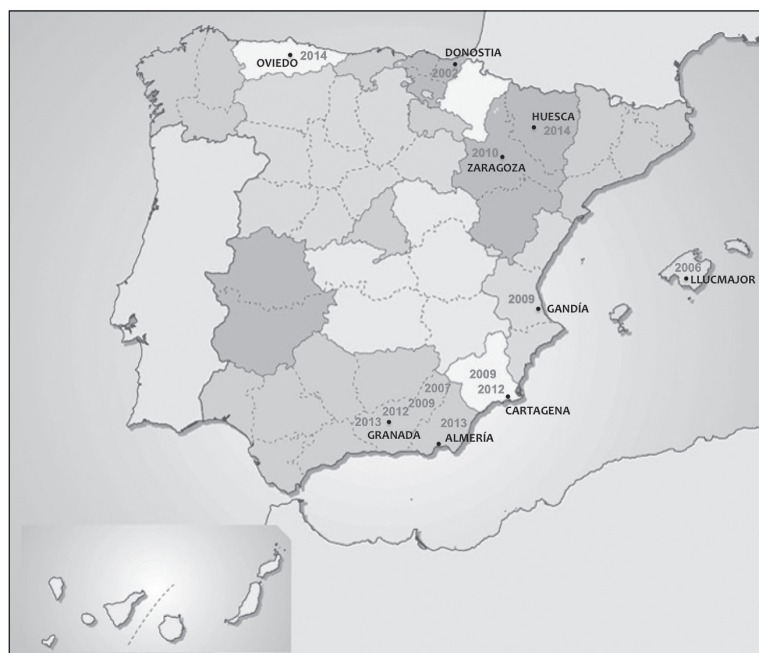 DONOSTIA
2014
OVIEDO
2002
HUESCA
2014
2010
ZARAGOZA
2006
LLUCMAJOR
2009
GANDÍA
2009
2007
2012
2009
CARTAGENA
2012
2013
2013
GRANADA
ALMERÍA